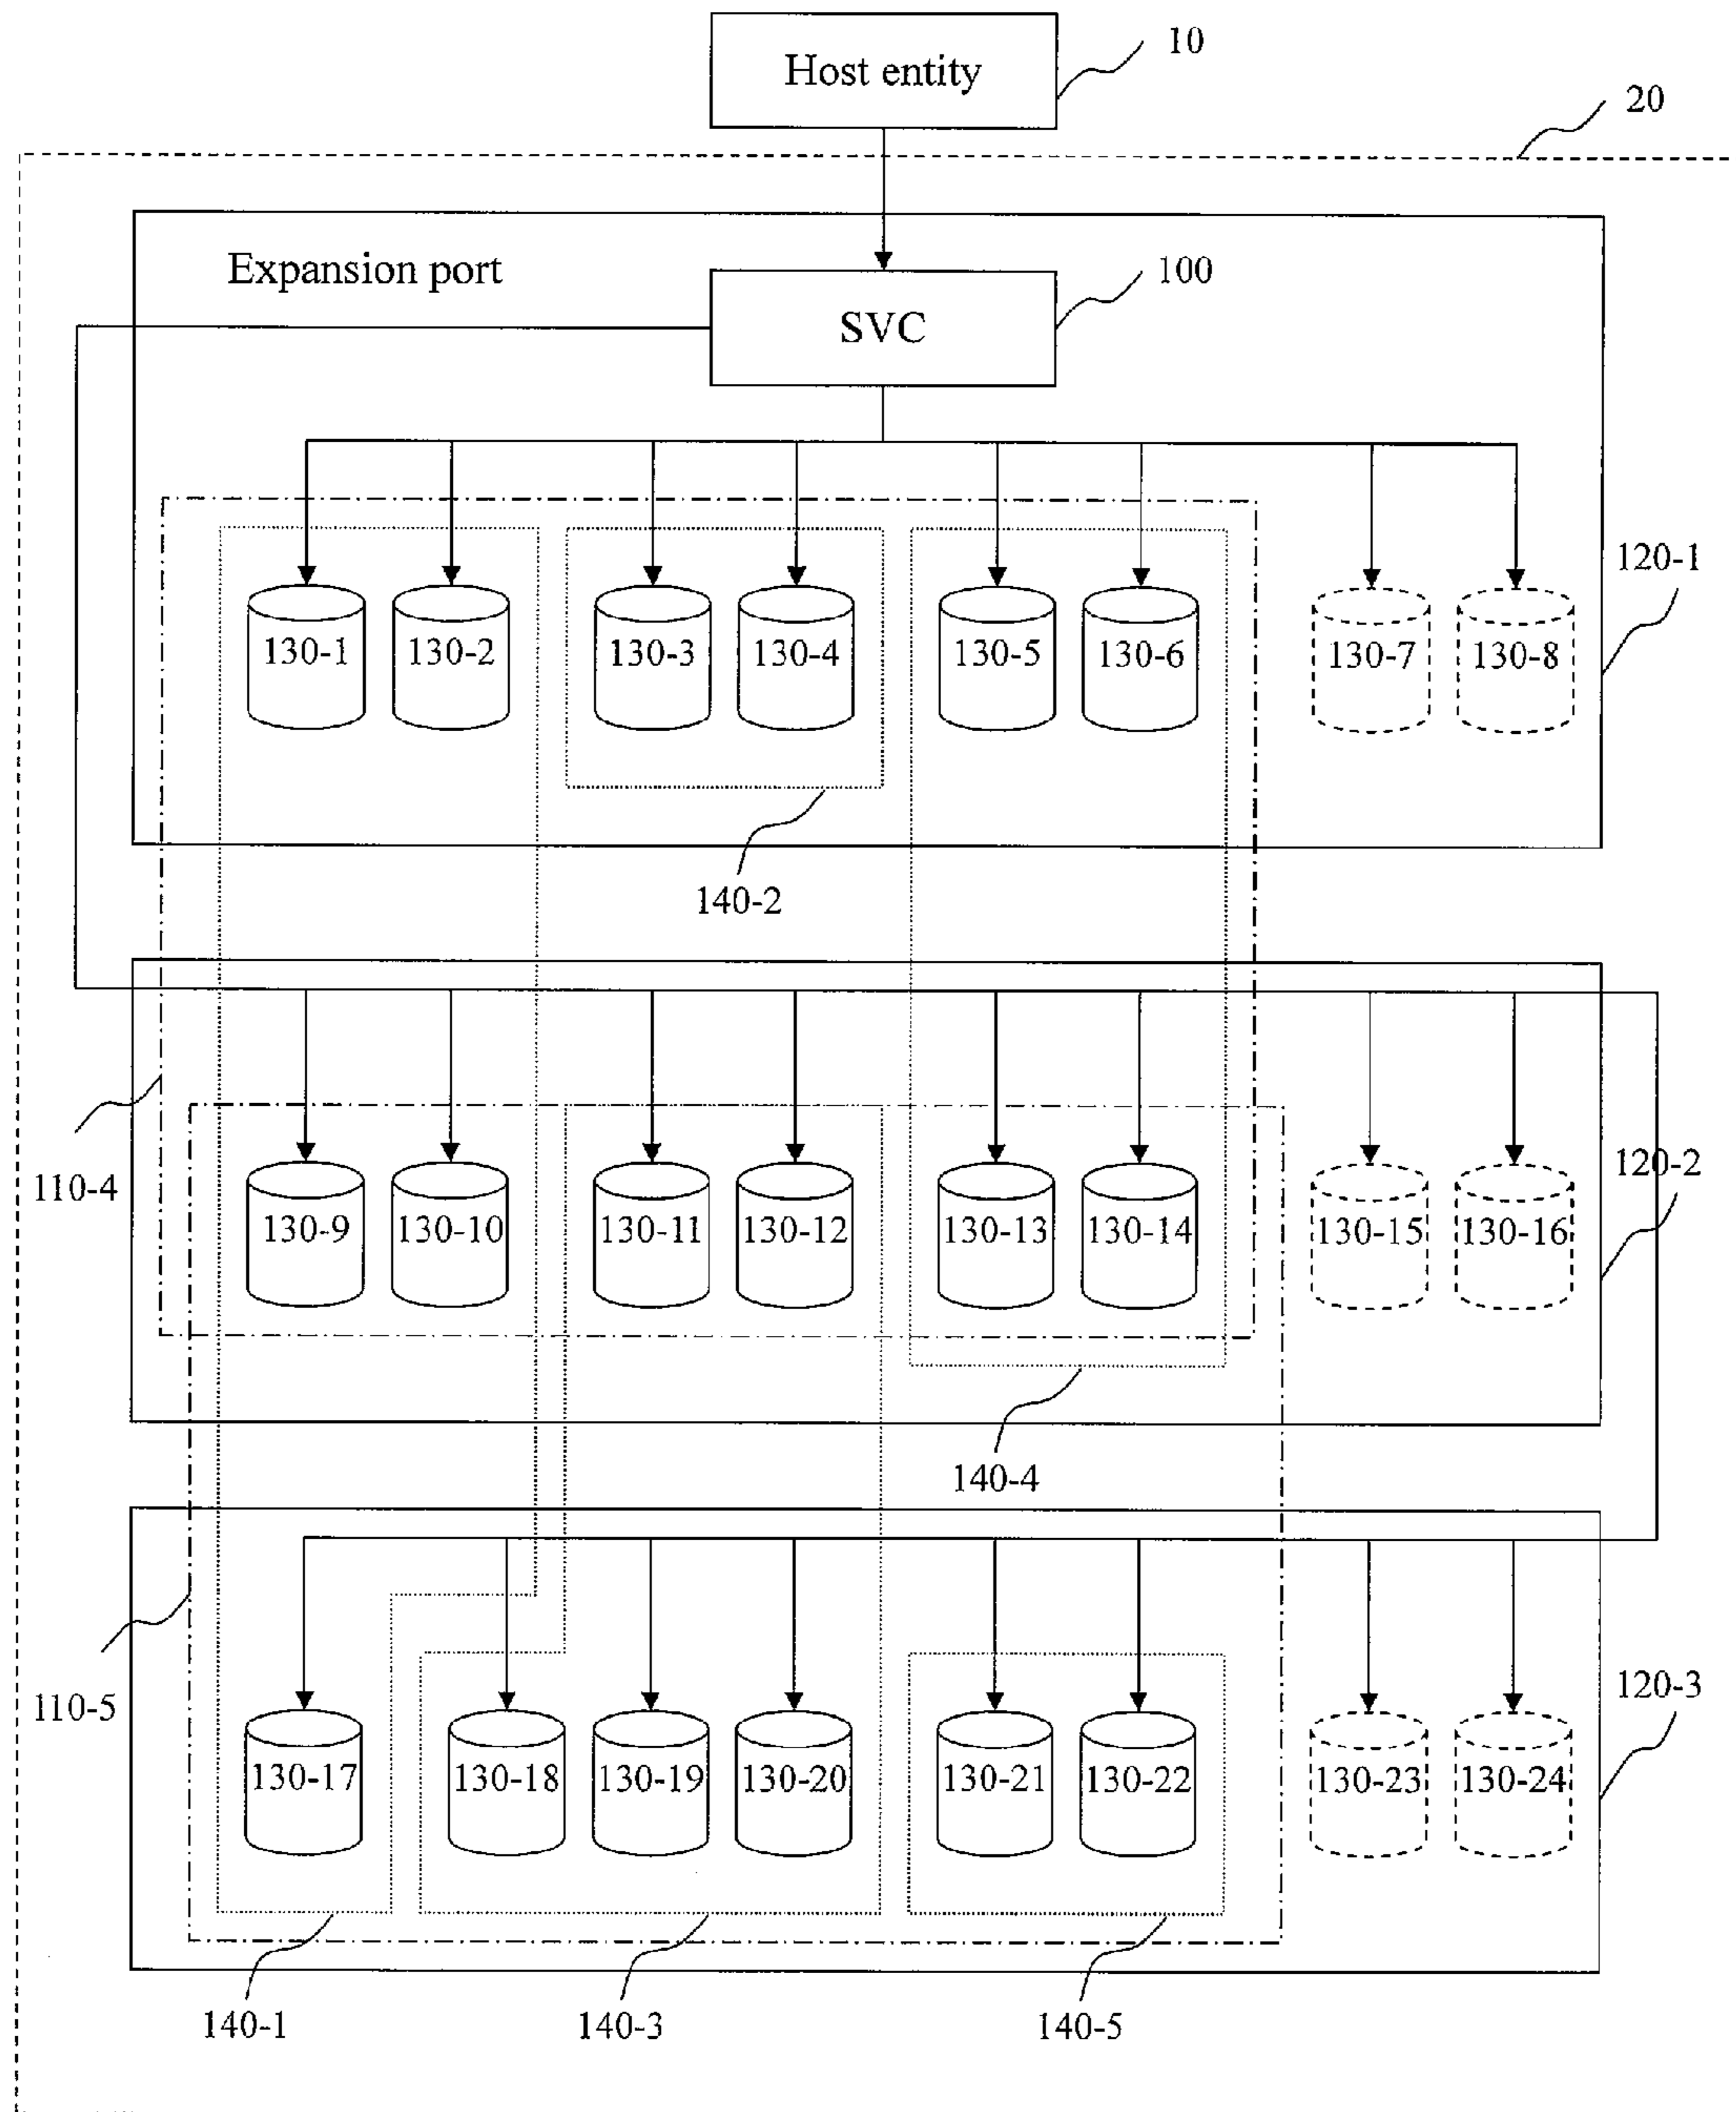 Host entity
10
20
Expansion port
100
SVC
120-1
130-1 130-2 130-3 130-4 130-5 130-6 130-7 130-8
140-2
110-4
120-2
130-9 130-10 130-11 130-12 130-13 130-14 130-15 130-16
140-4
110-5
120-3
130-17 130-18 130-19 130-20 130-21 130-22 130-23 130-24
140-1 140-3 140-5